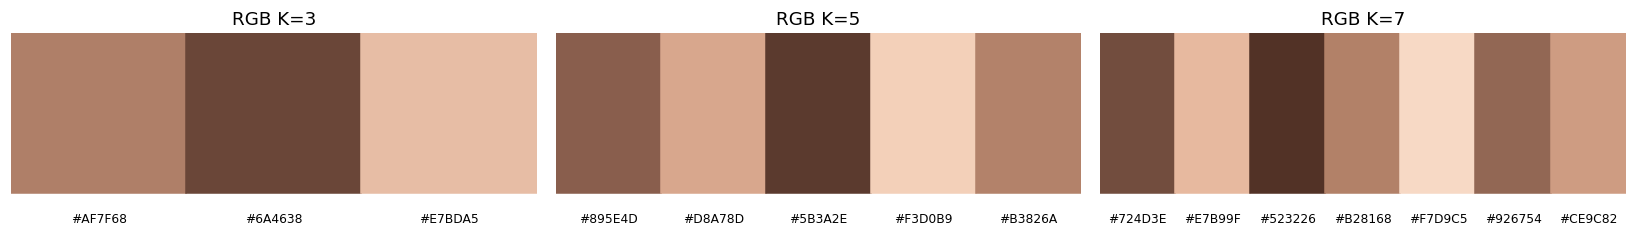 RGB K=3
RGB K=5
RGB K=7
#AF7F68 #6A4638 #E7BDA5
#895E4D #D8A78D #5B3A2E #F3D0B9 #B3826A
#724D3E #E7B99F #523226 #B28168 #F7D9C5 #926754 #CE9C82